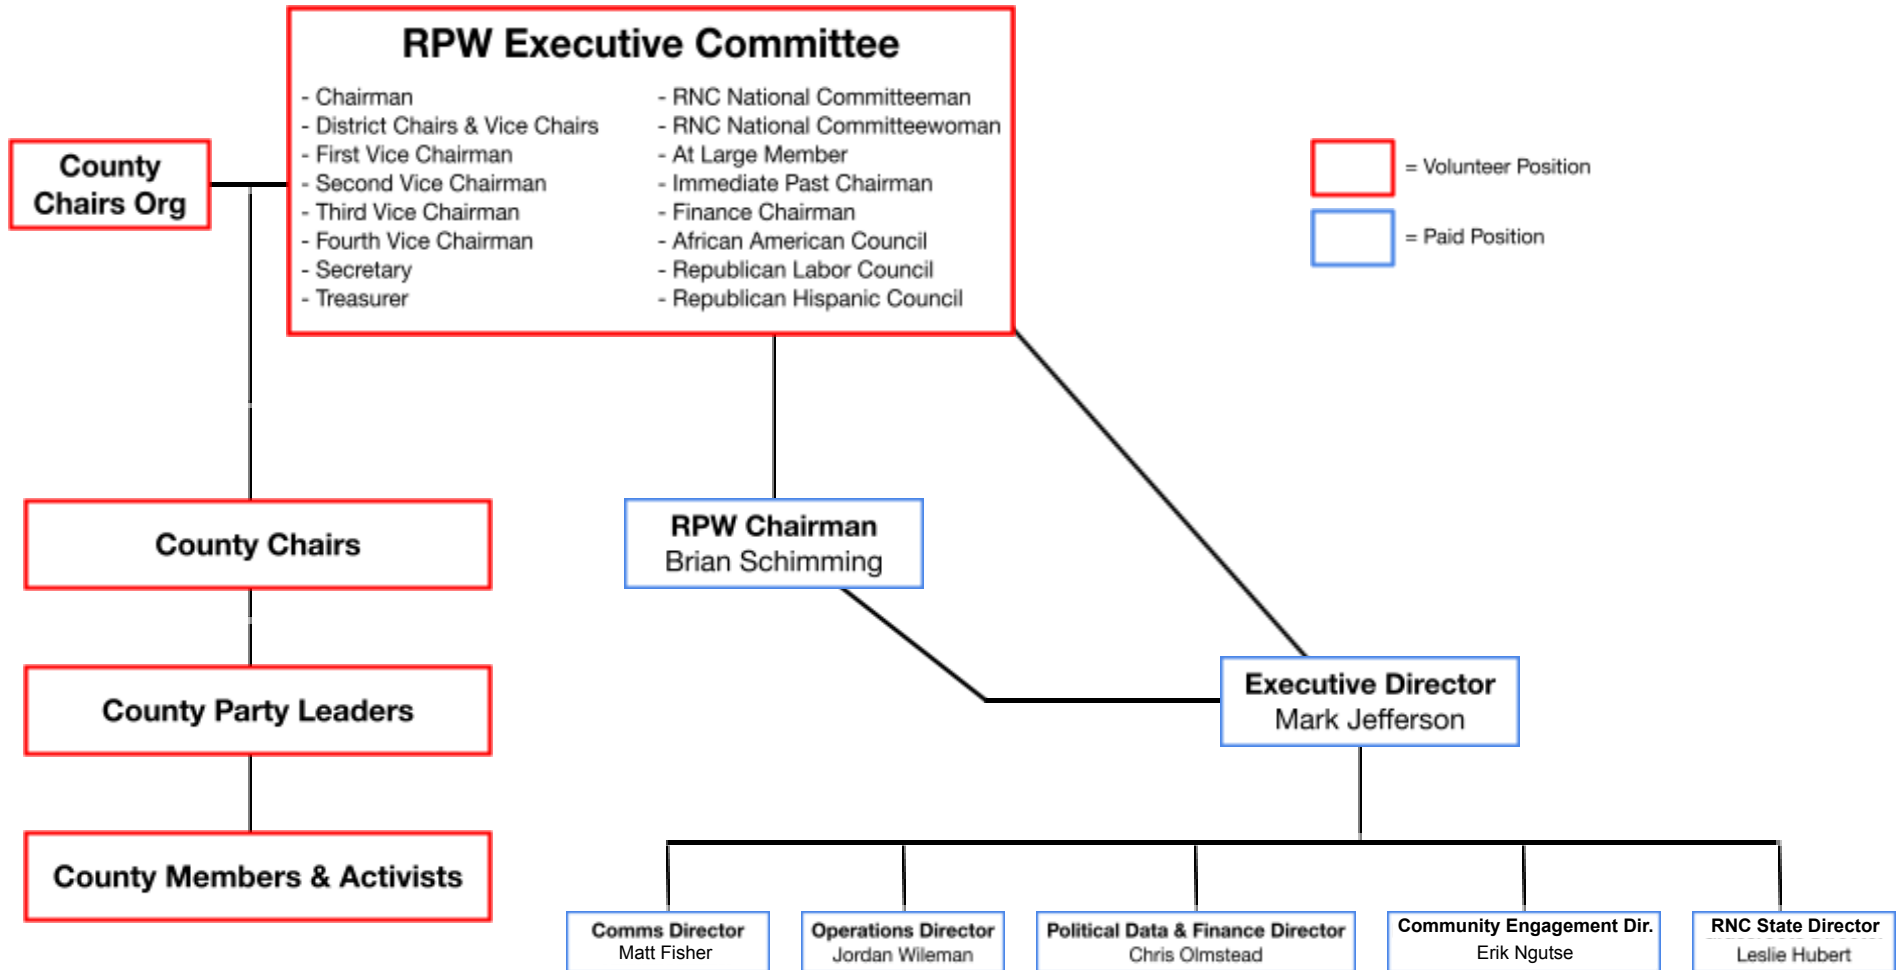 RPW Executive Committee
- Chairman
- District Chairs & Vice Chairs
- First Vice Chairman
- Second Vice Chairman
- Third Vice Chairman
- Fourth Vice Chairman
- Secretary
- Treasurer
- RNC National Committeeman
- RNC National Committeewoman
- At Large Member
- Immediate Past Chairman
- Finance Chairman
- African American Council
- Republican Labor Council
- Republican Hispanic Council
County
Chairs Org
= Volunteer Position
= Paid Position
County Chairs
County Party Leaders
County Members & Activists
RPW Chairman
Brian Schimming
Executive Director
Mark Jefferson
Comms Director
Matt Fisher
Operations Director
Jordan Wileman
Political Data & Finance Director
Chris Olmstead
Community Engagement Dir.
Erik Ngutse
RNC State Director
Leslie Hubert